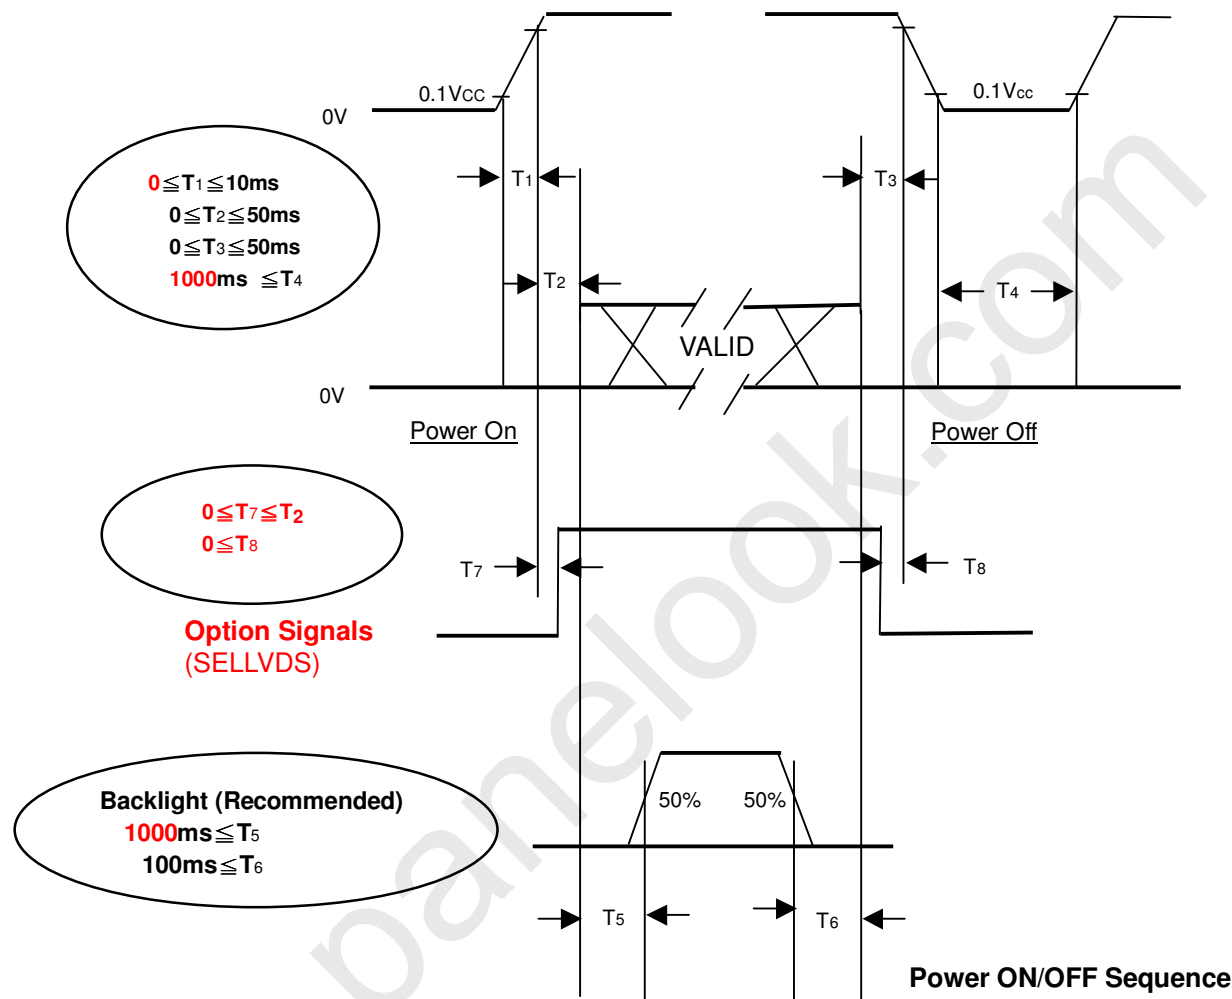 0.1VCC
0.1Vcc
0V
0≦T1≦10ms
0≦T2≦50ms
0≦T3≦50ms
1000ms ≦T4
T1
T3
T2
T4
VALID
0V
Power On
Power Off
0≦T7≦T2
0≦T8
T7
T8
Option Signals
(SELLVDS)
Backlight (Recommended)
1000ms≦T5
100ms≦T6
50%
50%
T5
T6
Power ON/OFF Sequence
panelook.com